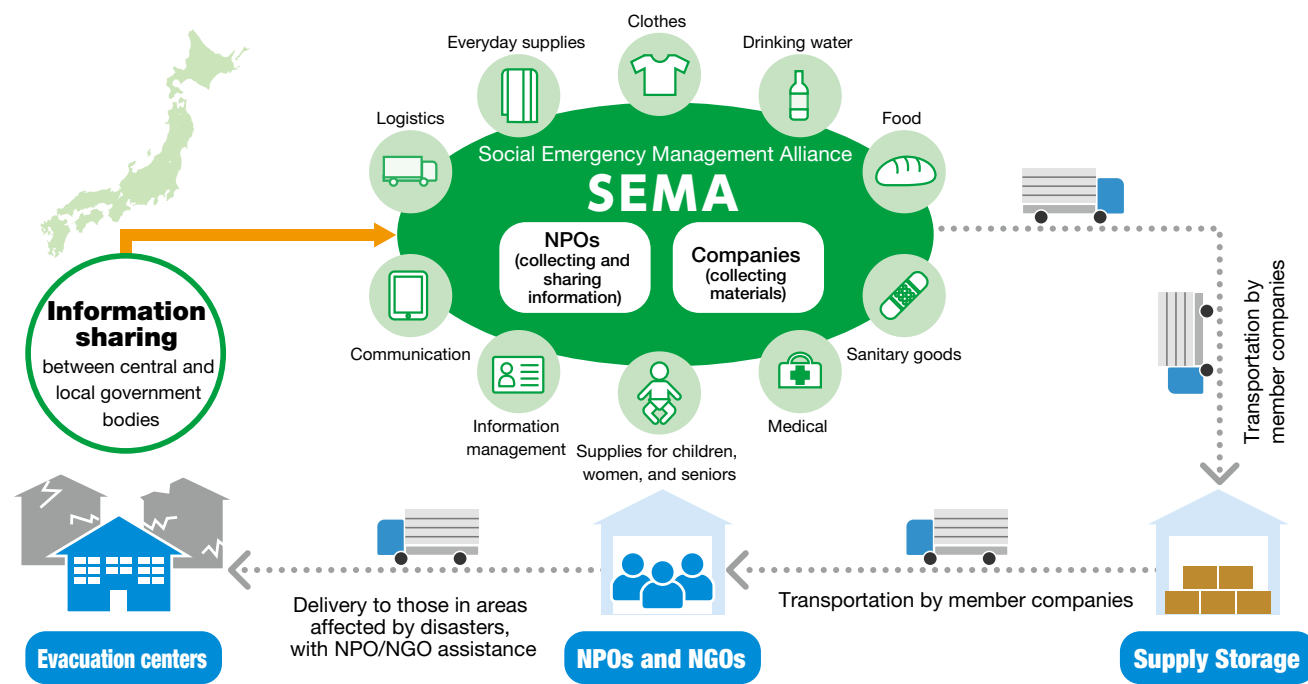 Clothes
Everyday supplies
Drinking water
Logistics
Food
Social Emergency Management Alliance
SEMA
NPOs
(collecting and
sharing
information)
Companies
(collecting
materials)
Information
sharing
between central and
local government
bodies
Communication
Sanitary goods
Information
management
Medical
Supplies for children,
women, and seniors
Transportation by
member companies
Transportation by member companies
Delivery to those in areas
affected by disasters,
with NPO/NGO assistance
Evacuation centers
NPOs and NGOs
Supply Storage